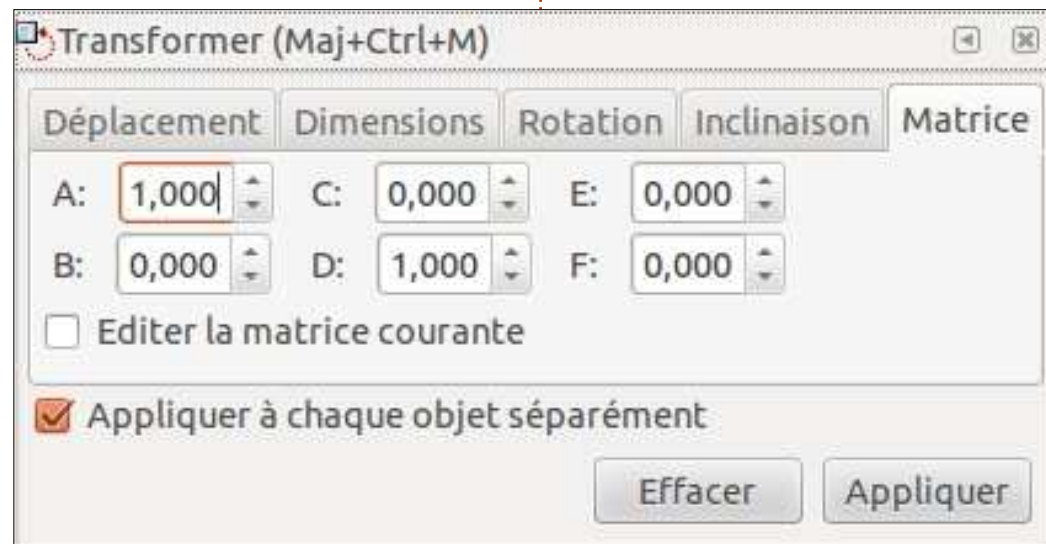 Transformer (Maj+Ctrl+M)
Déplacement Dimensions Rotation Inclinaison Matrice
A: 1,000 C: 0,000 E: 0,000
B: 0,000 D: 1,000 F: 0,000
Editer la matrice courante
Appliquer à chaque objet séparément
Effacer Appliquer